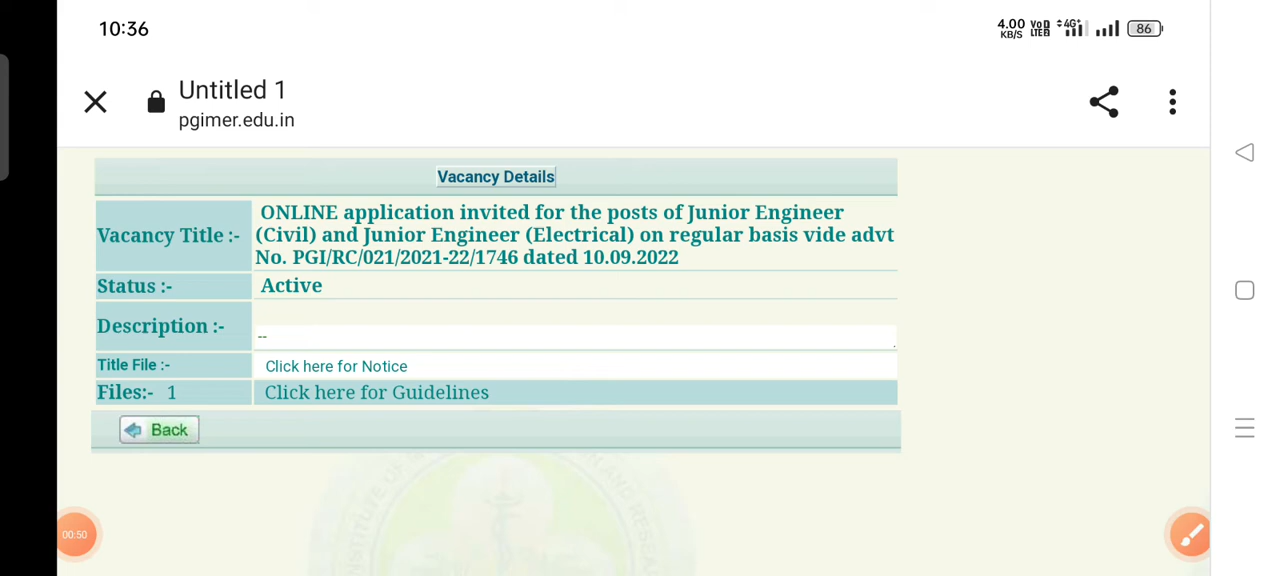 10:36
4.00 KB/S VoD LTE2 4G+ 86
Untitled 1
pgimer.edu.in
Vacancy Details
Vacancy Title :-
ONLINE application invited for the posts of Junior Engineer
(Civil) and Junior Engineer (Electrical) on regular basis vide advt
No. PGI/RC/021/2021-22/1746 dated 10.09.2022
Status :- Active
Description :-
--
Title File :- Click here for Notice
Files:- 1 Click here for Guidelines
Back
00:50